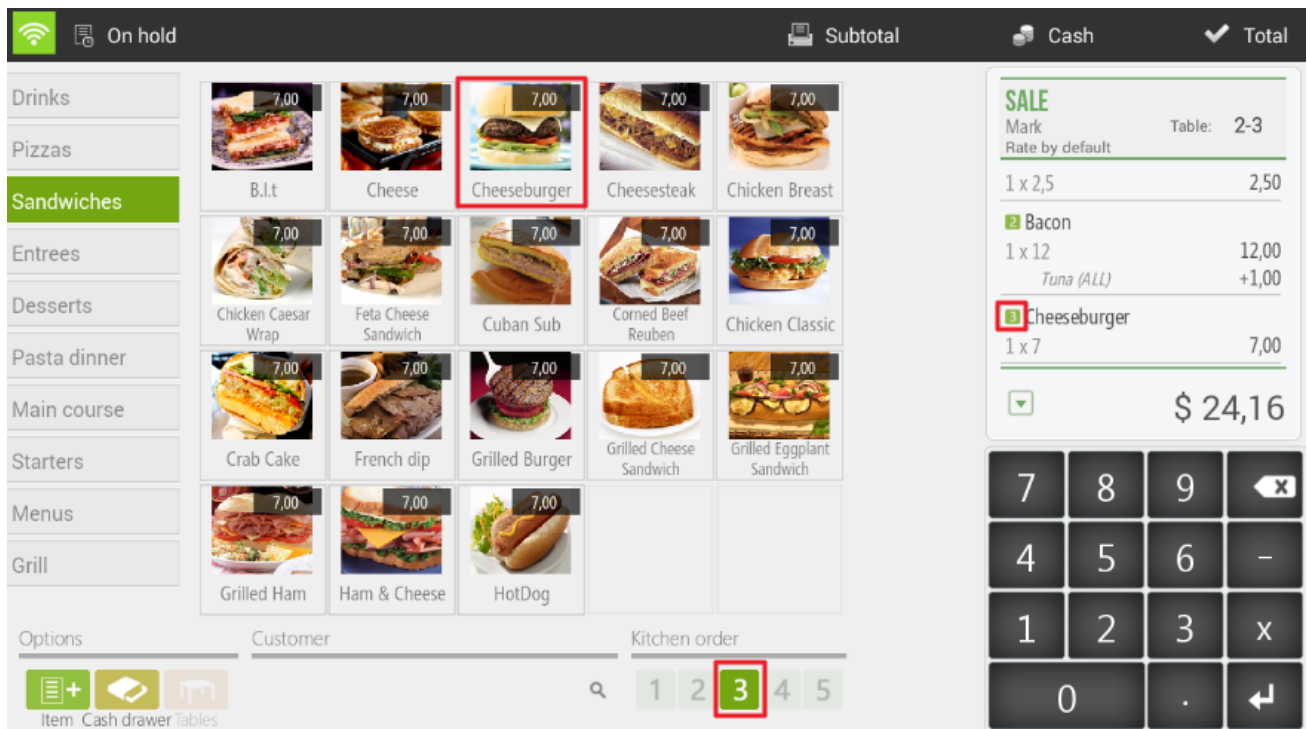 On hold
Subtotal
Cash
Total
Drinks
Pizzas
Sandwiches
Entrees
Desserts
Pasta dinner
Main course
Starters
Menus
Grill
7,00 7,00 7,00 7,00 7,00
B.l.t Cheese Cheeseburger Cheesesteak Chicken Breast
7,00 7,00 7,00 7,00 7,00
Chicken Caesar Wrap
Feta Cheese Sandwich
Cuban Sub
Corned Beef Reuben
Chicken Classic
7,00 7,00 7,00 7,00 7,00
Crab Cake
French dip
Grilled Burger
Grilled Cheese Sandwich
Grilled Eggplant Sandwich
7,00 7,00 7,00
Grilled Ham Ham & Cheese HotDog
Options
Customer
Kitchen order
Item Cash drawer Tables
1 2 3 4 5
SALE
Mark Table: 2-3
Rate by default
1 x 2,5 2,50
2 Bacon
1 x 12 12,00
Tuna (ALL) +1,00
3 Cheeseburger
1 x 7 7,00
$ 24,16
7 8 9 x
4 5 6 -
1 2 3 x
0 .